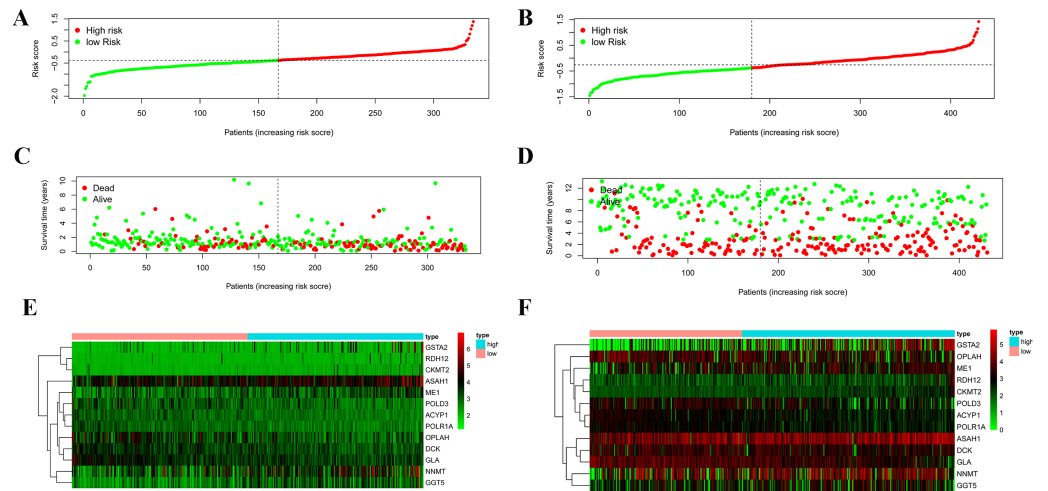 A
Risk score
1.5
0.5
−0.5
−2.0
High risk
low Risk
0
50
100
150
200
250
300
Patients (increasing risk socre)
B
Risk score
1.5
0.5
−0.5
−1.5
High risk
low Risk
0
100
200
300
400
Patients (increasing risk socre)
C
Survival time (years)
10
8
6
4
2
0
Dead
Alive
0
50
100
150
200
250
300
Patients (increasing risk socre)
D
Survival time (years)
12
8
6
4
2
0
Dead
Alive
0
100
200
300
400
Patients (increasing risk socre)
E
type
GSTA2
RDH12
CKMT2
ASAH1
ME1
POLD3
ACYP1
POLR1A
OPLAH
DCK
GLA
NNMT
GGT5
6
5
4
3
2
type
high
low
F
type
GSTA2
OPLAH
ME1
RDH12
CKMT2
POLD3
ACYP1
POLR1A
ASAH1
DCK
GLA
NNMT
GGT5
5
4
3
2
1
0
type
high
low